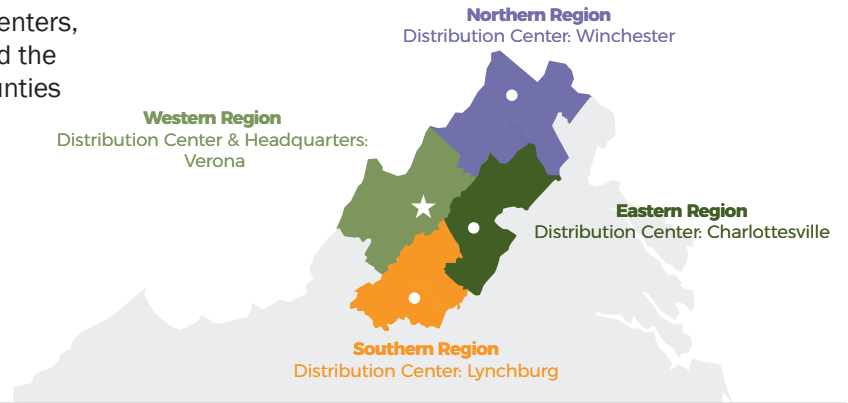 enters,
d the
unties
Northern Region
Distribution Center: Winchester
Western Region
Distribution Center & Headquarters:
Verona
Eastern Region
Distribution Center: Charlottesville
Southern Region
Distribution Center: Lynchburg